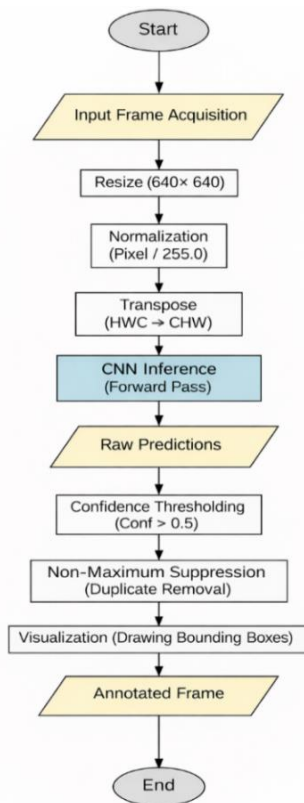 Start
Input Frame Acquisition
Resize (640× 640)
Normalization
(Pixel / 255.0)
Transpose
(HWC → CHW)
CNN Inference
(Forward Pass)
Raw Predictions
Confidence Thresholding
(Conf > 0.5)
Non-Maximum Suppression
(Duplicate Removal)
Visualization (Drawing Bounding Boxes)
Annotated Frame
End